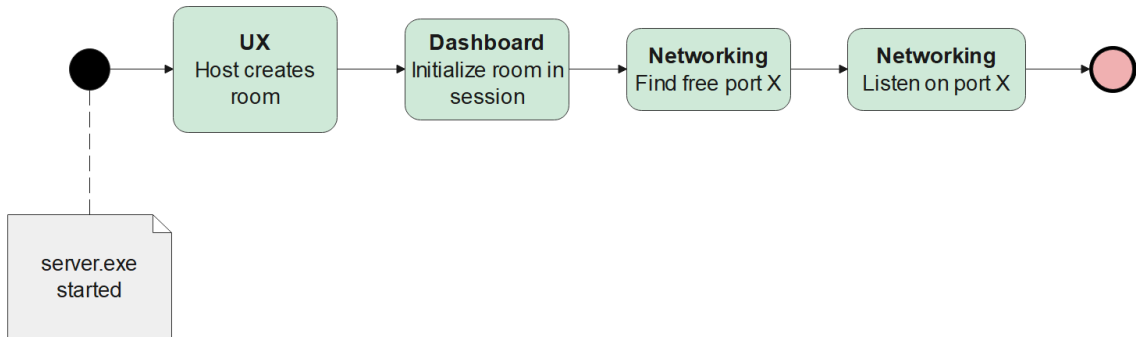 UX
Host creates
room
Dashboard
Initialize room in
session
Networking
Find free port X
Networking
Listen on port X
server.exe
started